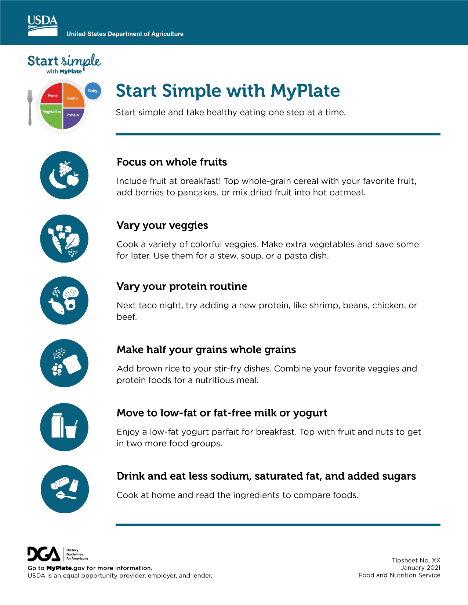 USDA
United States Department of Agriculture
Start simple
with MyPlate
Fruits
Grains
Dairy
Vegetables
Protein
Start Simple with MyPlate
Start simple and take healthy eating one step at a time.
Focus on whole fruits
Include fruit at breakfast! Top whole-grain cereal with your favorite fruit,
add berries to pancakes, or mix dried fruit into hot oatmeal.
Vary your veggies
Cook a variety of colorful veggies. Make extra vegetables and save some
for later. Use them for a stew, soup, or a pasta dish.
Vary your protein routine
Next taco night, try adding a new protein, like shrimp, beans, chicken, or
beef.
Make half your grains whole grains
Add brown rice to your stir-fry dishes. Combine your favorite veggies and
protein foods for a nutritious meal.
Move to low-fat or fat-free milk or yogurt
Enjoy a low-fat yogurt parfait for breakfast. Top with fruit and nuts to get
in two more food groups.
Drink and eat less sodium, saturated fat, and added sugars
Cook at home and read the ingredients to compare foods.
DGA
Dietary
Guidelines
for Americans
Go to MyPlate.gov for more information.
USDA is an equal opportunity provider, employer, and lender.
Tipsheet No. XX
January 2021
Food and Nutrition Service